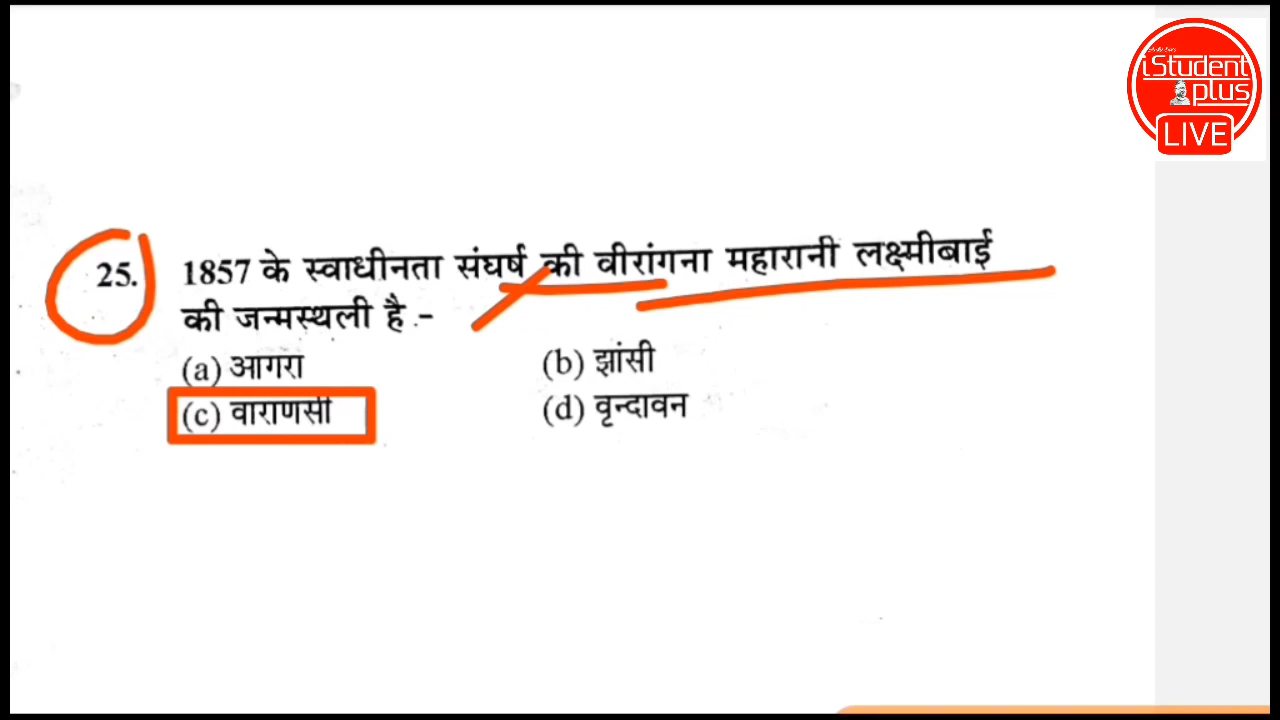 iStudent
plus
LIVE
25. 1857 के स्वाधीनता संघर्ष की वीरांगना महारानी लक्ष्मीबाई
की जन्मस्थली है :-
(a) आगरा (b) झांसी
(c) वाराणसी (d) वृन्दावन